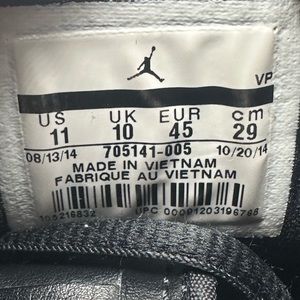 VP
US UK EUR cm
11 10 45 29
08/13/14 705141-005 10/20/14
MADE IN VIETNAM
FABRIQUE AU VIETNAM
UPC